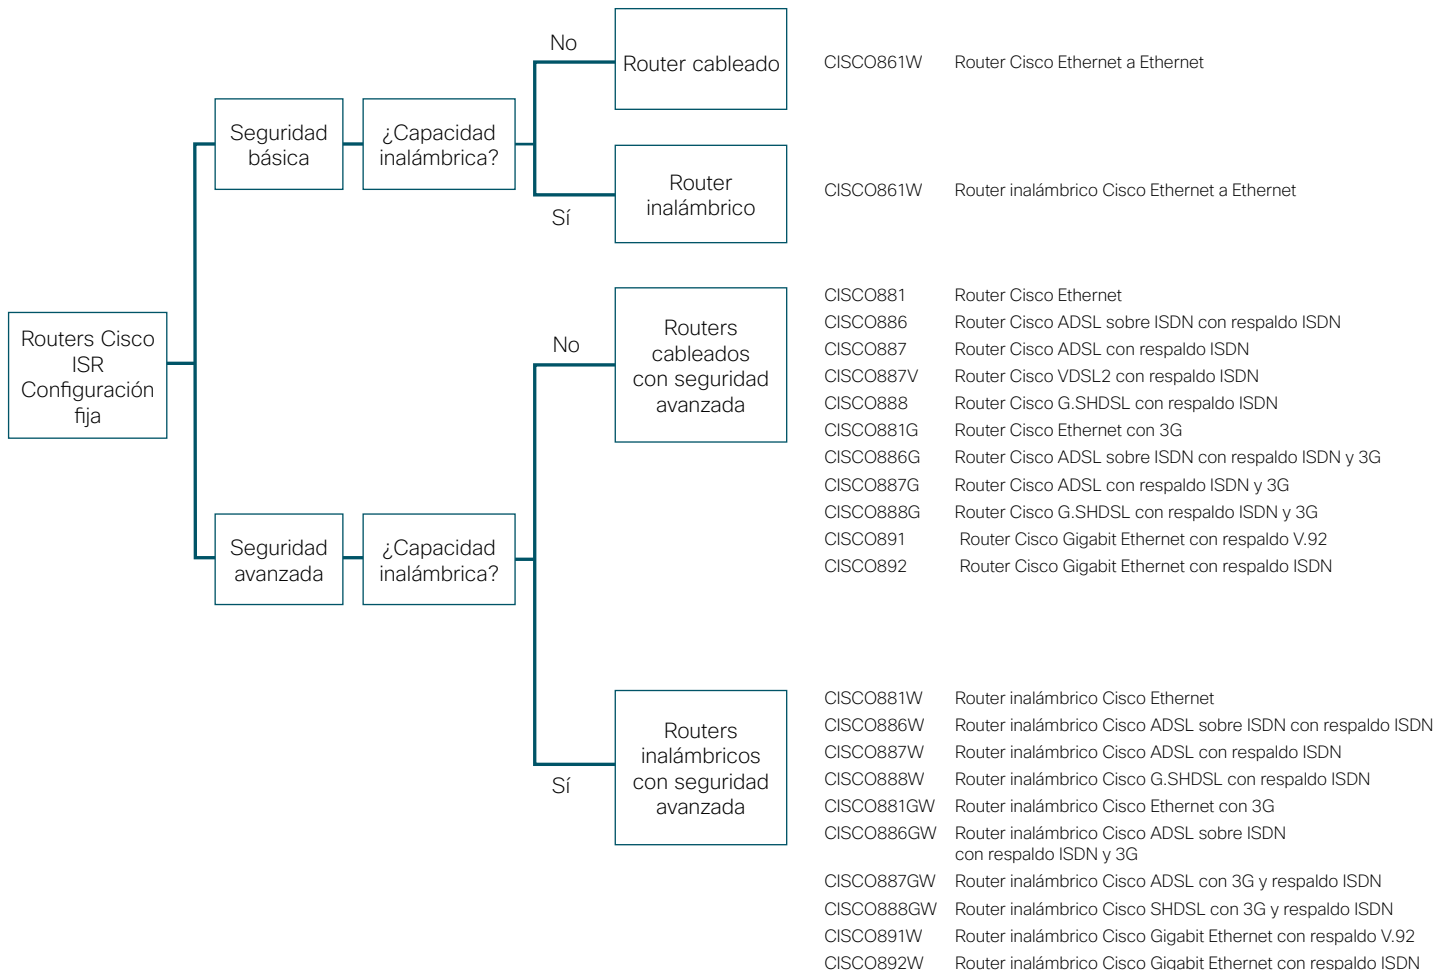 Routers Cisco
ISR
Configuración
fija
Seguridad
básica
¿Capacidad
inalámbrica?
No
Router cableado
CISCO861W Router Cisco Ethernet a Ethernet
Sí
Router
inalámbrico
CISCO861W Router inalámbrico Cisco Ethernet a Ethernet
Seguridad
avanzada
¿Capacidad
inalámbrica?
No
Routers
cableados
con seguridad
avanzada
CISCO881 Router Cisco Ethernet
CISCO886 Router Cisco ADSL sobre ISDN con respaldo ISDN
CISCO887 Router Cisco ADSL con respaldo ISDN
CISCO887V Router Cisco VDSL2 con respaldo ISDN
CISCO888 Router Cisco G.SHDSL con respaldo ISDN
CISCO881G Router Cisco Ethernet con 3G
CISCO886G Router Cisco ADSL sobre ISDN con respaldo ISDN y 3G
CISCO887G Router Cisco ADSL con respaldo ISDN y 3G
CISCO888G Router Cisco G.SHDSL con respaldo ISDN y 3G
CISCO891 Router Cisco Gigabit Ethernet con respaldo V.92
CISCO892 Router Cisco Gigabit Ethernet con respaldo ISDN
Sí
Routers
inalámbricos
con seguridad
avanzada
CISCO881W Router inalámbrico Cisco Ethernet
CISCO886W Router inalámbrico Cisco ADSL sobre ISDN con respaldo ISDN
CISCO887W Router inalámbrico Cisco ADSL con respaldo ISDN
CISCO888W Router inalámbrico Cisco G.SHDSL con respaldo ISDN
CISCO881GW Router inalámbrico Cisco Ethernet con 3G
CISCO886GW Router inalámbrico Cisco ADSL sobre ISDN
con respaldo ISDN y 3G
CISCO887GW Router inalámbrico Cisco ADSL con 3G y respaldo ISDN
CISCO888GW Router inalámbrico Cisco SHDSL con 3G y respaldo ISDN
CISCO891W Router inalámbrico Cisco Gigabit Ethernet con respaldo V.92
CISCO892W Router inalámbrico Cisco Gigabit Ethernet con respaldo ISDN